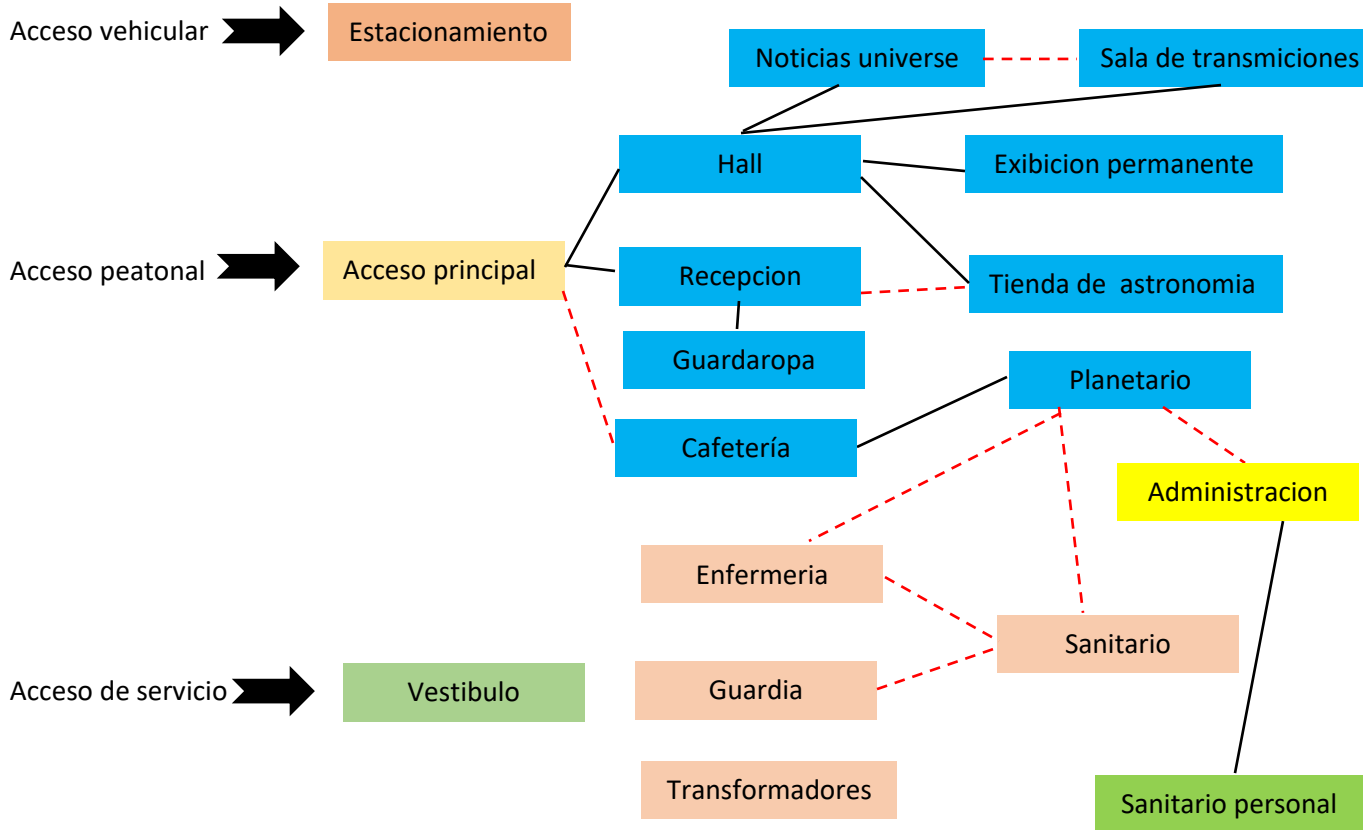 Acceso vehicular
Estacionamiento
Noticias universe
Sala de transmiciones
Hall
Exibicion permanente
Acceso peatonal
Acceso principal
Recepcion
Tienda de astronomia
Guardaropa
Planetario
Cafetería
Administracion
Enfermeria
Sanitario
Acceso de servicio
Vestibulo
Guardia
Transformadores
Sanitario personal